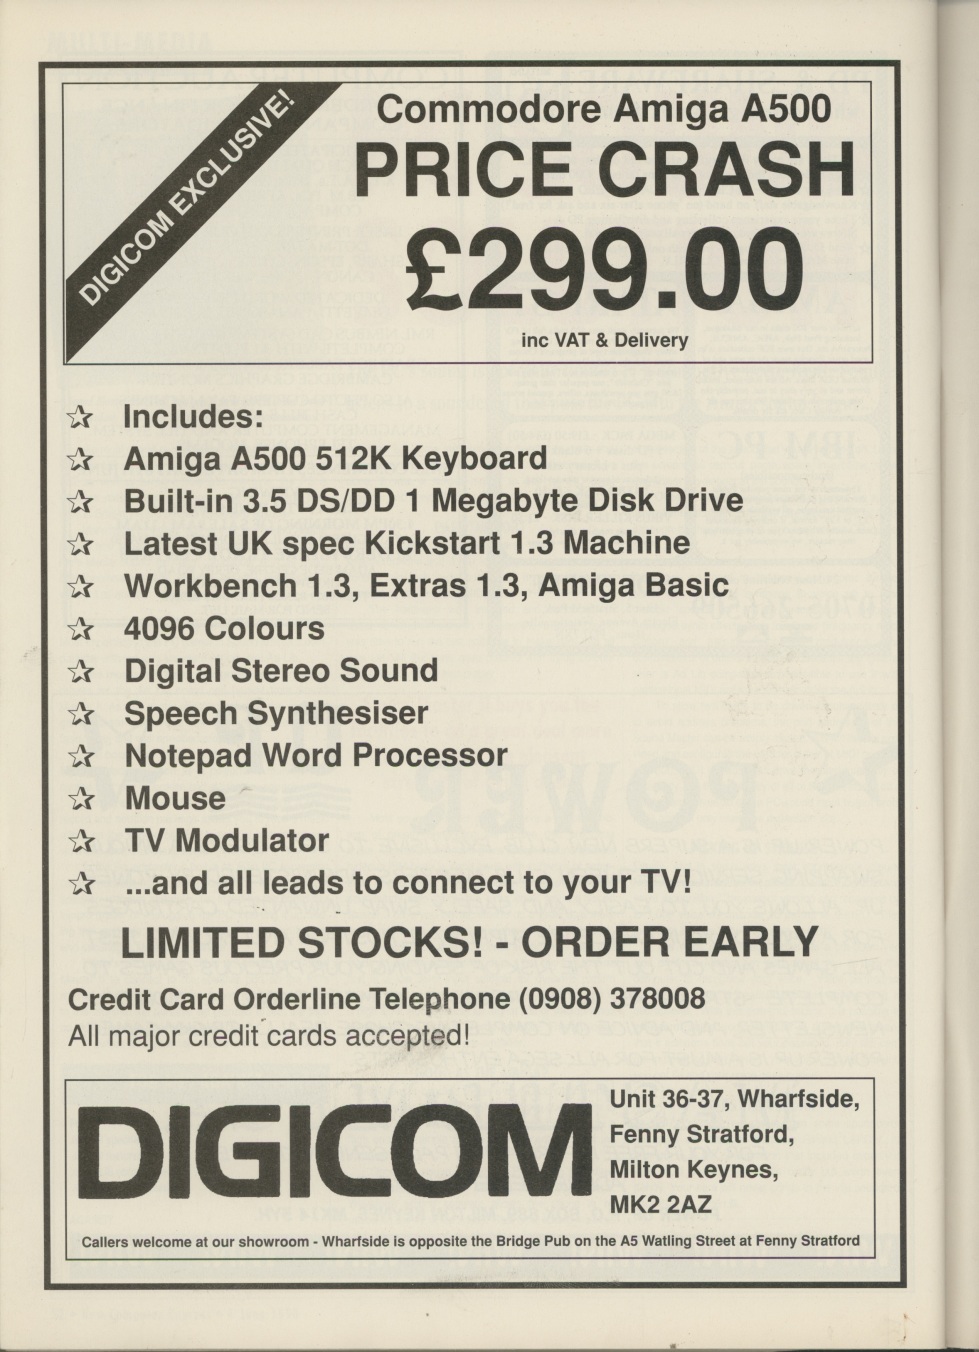 DIGICOM EXCLUSIVE!
Commodore Amiga A500
PRICE CRASH
£299.00
inc VAT & Delivery
☆ Includes:
☆ Amiga A500 512K Keyboard
☆ Built-in 3.5 DS/DD 1 Megabyte Disk Drive
☆ Latest UK spec Kickstart 1.3 Machine
☆ Workbench 1.3, Extras 1.3, Amiga Basic
☆ 4096 Colours
☆ Digital Stereo Sound
☆ Speech Synthesiser
☆ Notepad Word Processor
☆ Mouse
☆ TV Modulator
☆ ...and all leads to connect to your TV!
LIMITED STOCKS! - ORDER EARLY
Credit Card Orderline Telephone (0908) 378008
All major credit cards accepted!
DIGICOM
Unit 36-37, Wharfside,
Fenny Stratford,
Milton Keynes,
MK2 2AZ
Callers welcome at our showroom - Wharfside is opposite the Bridge Pub on the A5 Watling Street at Fenny Stratford